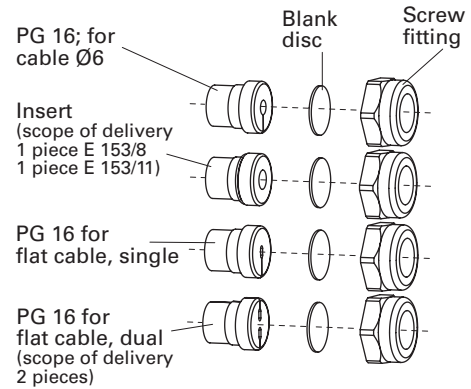 PG 16; for
cable Ø6
Blank
disc
Screw
fitting
Insert
(scope of delivery
1 piece E 153/8
1 piece E 153/11)
PG 16 for
flat cable, single
PG 16 for
flat cable, dual
(scope of delivery
2 pieces)